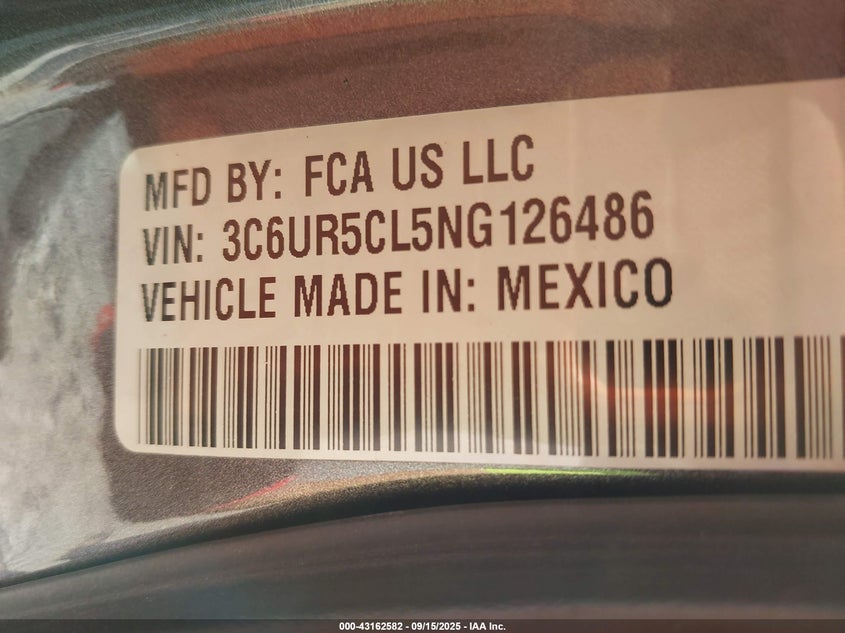 MFD BY: FCA US LLC
VIN: 3C6UR5CL5NG126486
VEHICLE MADE IN: MEXICO
000-43162582 - 09/15/2025 - IAA Inc.